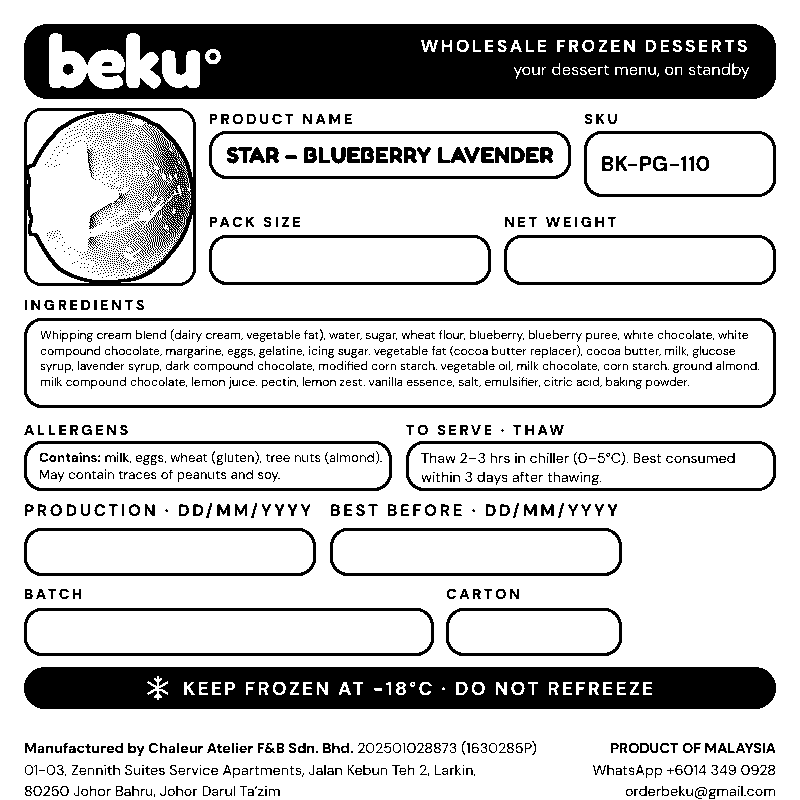 beku°
WHOLESALE FROZEN DESSERTS
your dessert menu, on standby
PRODUCT NAME
STAR – BLUEBERRY LAVENDER
SKU
BK-PG-110
PACK SIZE
NET WEIGHT
INGREDIENTS
Whipping cream blend (dairy cream, vegetable fat), water, sugar, wheat flour, blueberry, blueberry puree, white chocolate, white
compound chocolate, margarine, eggs, gelatine, icing sugar, vegetable fat (cocoa butter replacer), cocoa butter, milk, glucose
syrup, lavender syrup, dark compound chocolate, modified corn starch, vegetable oil, milk chocolate, corn starch, ground almond,
milk compound chocolate, lemon juice, pectin, lemon zest, vanilla essence, salt, emulsifier, citric acid, baking powder.
ALLERGENS
Contains: milk, eggs, wheat (gluten), tree nuts (almond).
May contain traces of peanuts and soy.
TO SERVE · THAW
Thaw 2–3 hrs in chiller (0–5°C). Best consumed
within 3 days after thawing.
PRODUCTION · DD/MM/YYYY
BEST BEFORE · DD/MM/YYYY
BATCH
CARTON
KEEP FROZEN AT -18°C · DO NOT REFREEZE
Manufactured by Chaleur Atelier F&B Sdn. Bhd. 202501028873 (1630286P)
01-03, Zennith Suites Service Apartments, Jalan Kebun Teh 2, Larkin,
80250 Johor Bahru, Johor Darul Ta'zim
PRODUCT OF MALAYSIA
WhatsApp +6014 349 0928
orderbeku@gmail.com